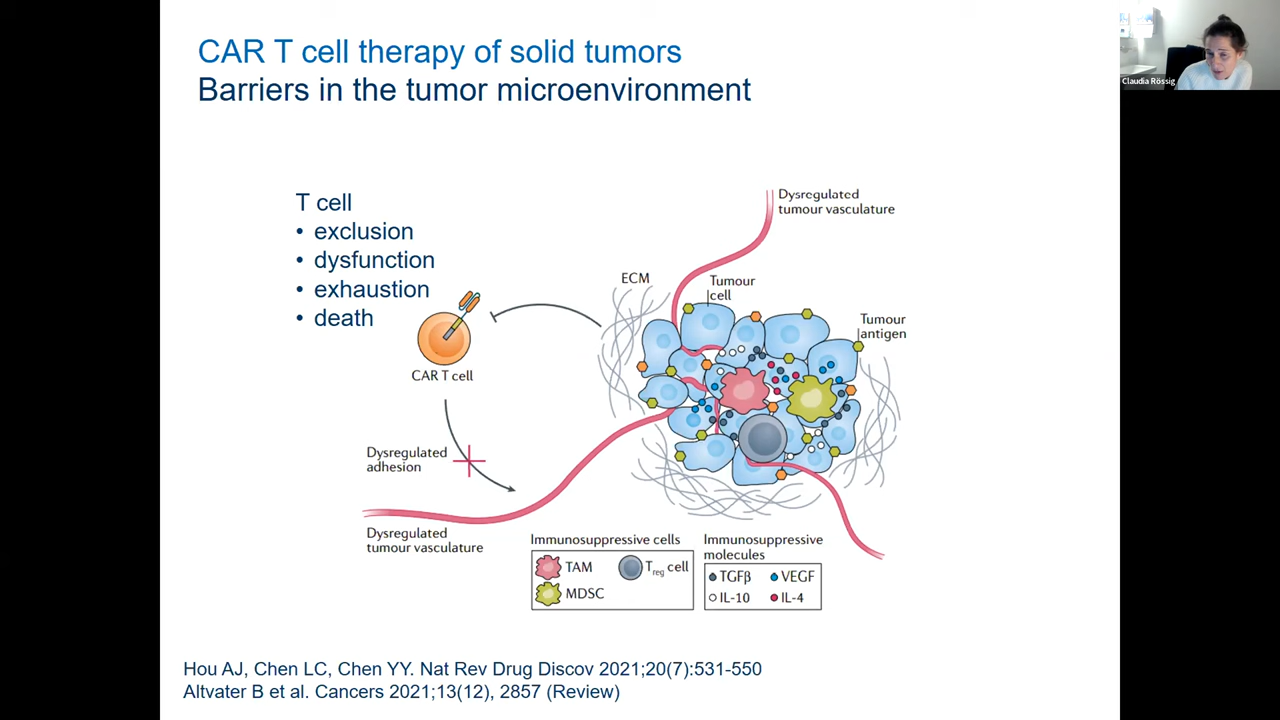 CAR T cell therapy of solid tumors
Barriers in the tumor microenvironment
Claudia Rössig
T cell
• exclusion
• dysfunction
• exhaustion
• death
CAR T cell
Dysregulated
adhesion
Dysregulated
tumour vasculature
ECM
Tumour
cell
Dysregulated
tumour vasculature
Tumour
antigen
Immunosuppressive cells
TAM
Treg cell
MDSC
Immunosuppressive
molecules
TGFβ
VEGF
IL-10
IL-4
Hou AJ, Chen LC, Chen YY. Nat Rev Drug Discov 2021;20(7):531-550
Altvater B et al. Cancers 2021;13(12), 2857 (Review)